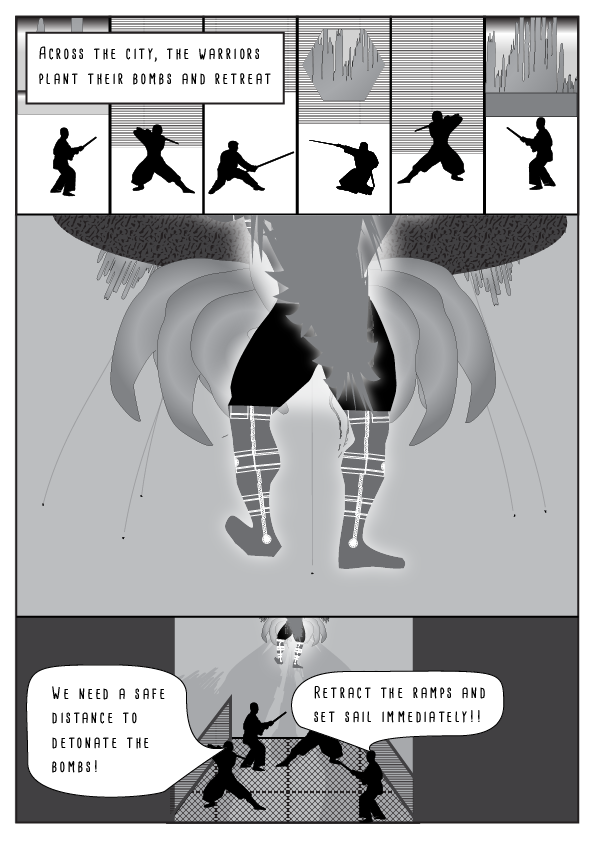 Across the city, the warriors
plant their bombs and retreat
We need a safe
distance to
detonate the
bombs!
Retract the ramps and
set sail immediately!!